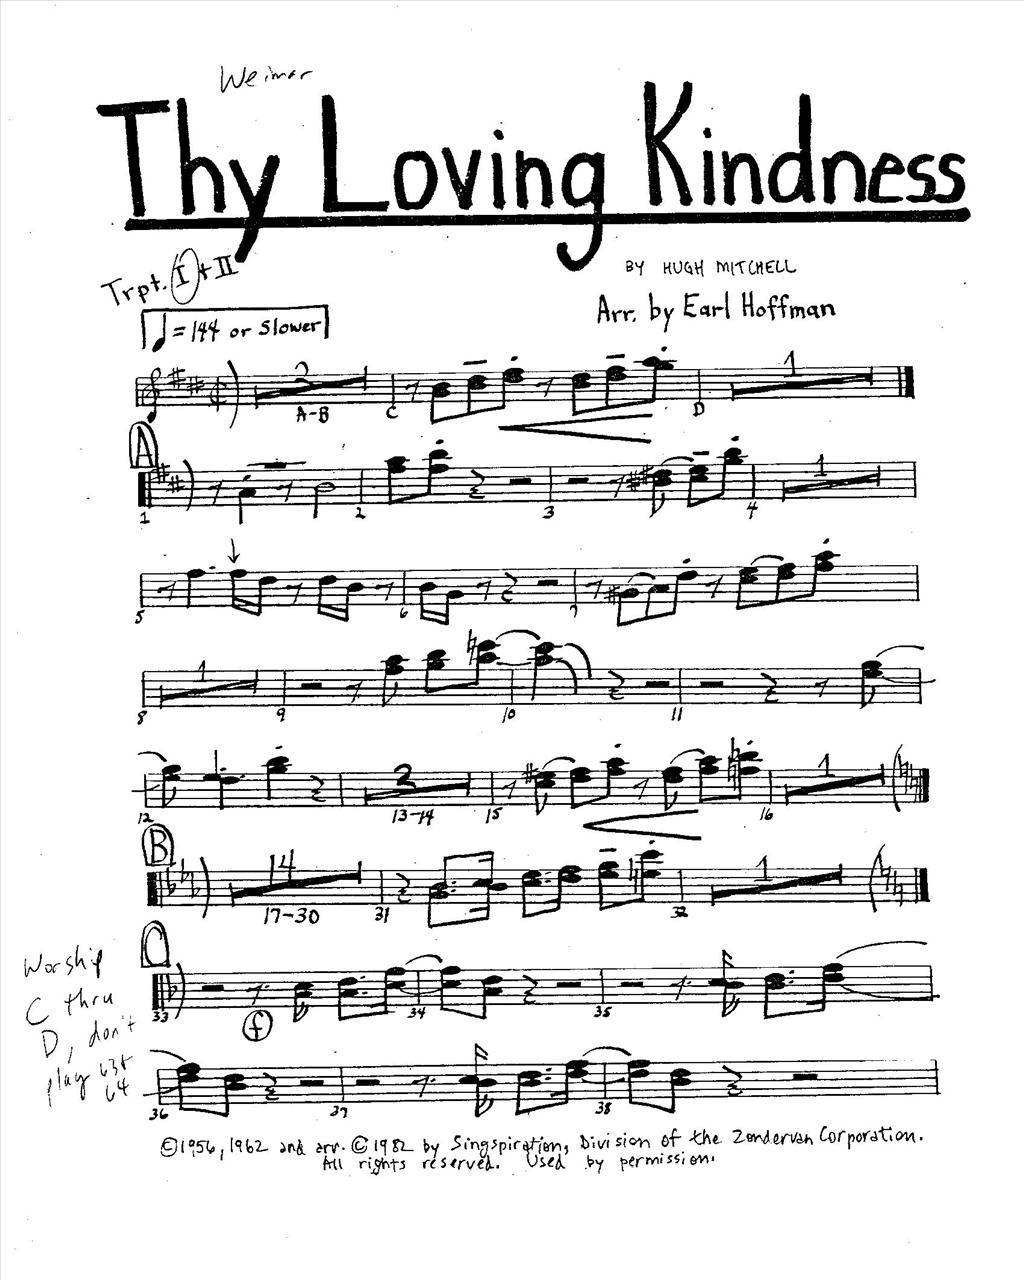 Weimar
Thy Loving Kindness
Trpt. I + II
BY HUGH MITCHELL
Arr. by Earl Hoffman
♩ = 144 or Slower
2 1
A-B C D
A
1
1 2 3 4
5 6 7
1
8 9 10 11
2 1
12 13-14 15 16
B
14 1
17-30 31 32
C
Worship
C thru
D, don't
play 63+
64
33 f 34 35
36 37 38
©1956, 1962 and arr. ©1982 by Singspiration, Division of the Zondervan Corporation.
All rights reserved. Used by permission.